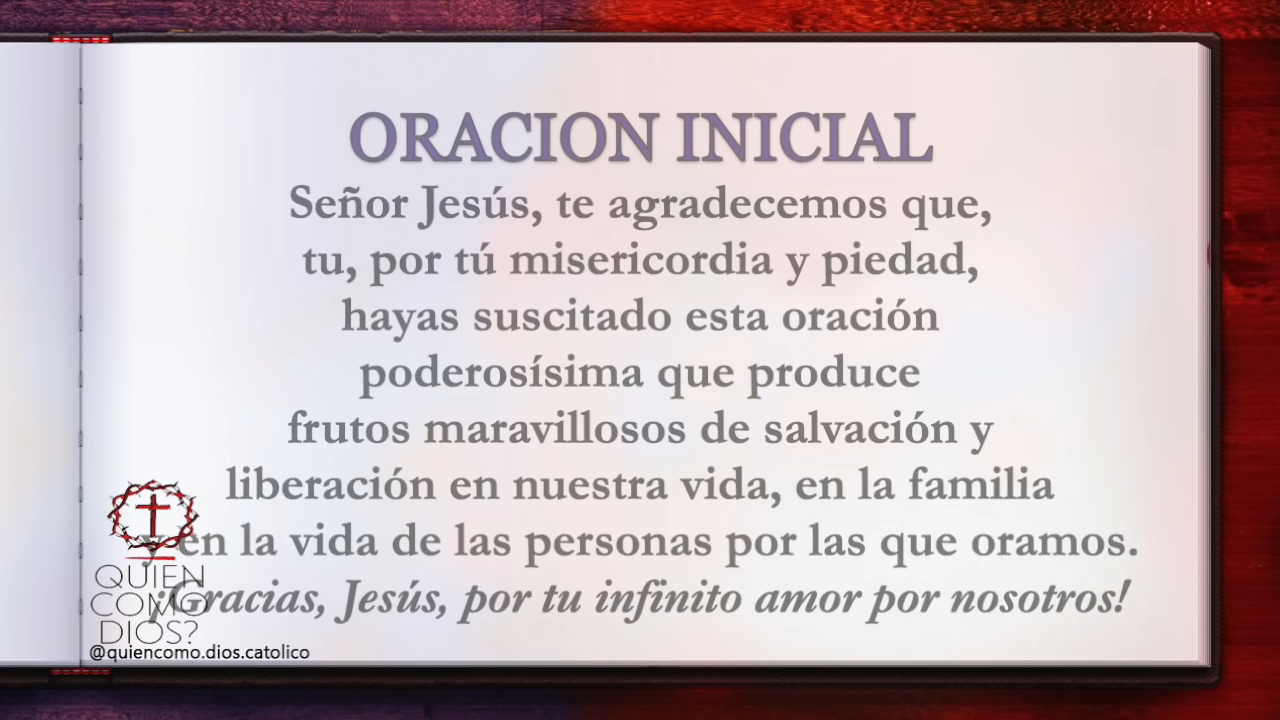 ORACION INICIAL
Señor Jesús, te agradecemos que,
tu, por tú misericordia y piedad,
hayas suscitado esta oración
poderosísima que produce
frutos maravillosos de salvación y
liberación en nuestra vida, en la familia
y en la vida de las personas por las que oramos.
¡Gracias, Jesús, por tu infinito amor por nosotros!
QUIEN
COMO
DIOS?
@quiencomo.dios.catolico